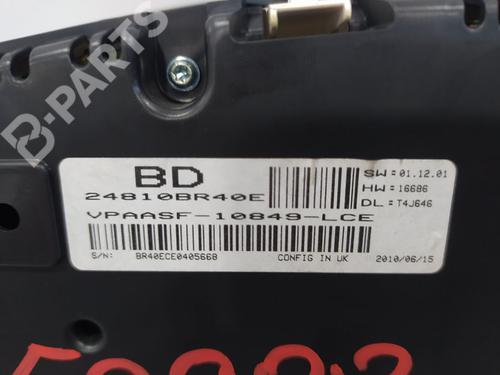 B-PARTS
BD
24810BR40E
VPAASF-10849-LCE
S/N: BR40ECE0405668 CONFIG IN UK 2010/06/15
SW: 01.12.01
HW: 16686
DL: T4J646